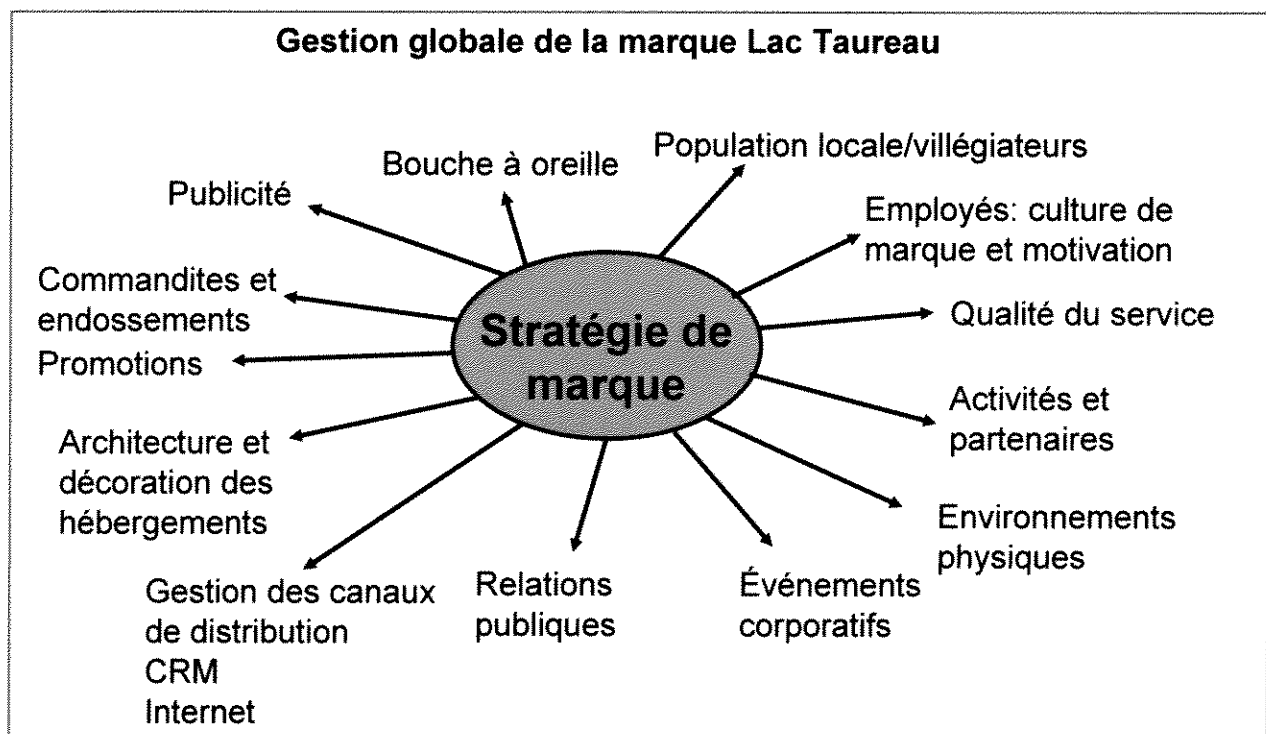 Gestion globale de la marque Lac Taureau
Bouche à oreille
Population locale/villégiateurs
Publicité
Employés: culture de
marque et motivation
Commandites et
endossements
Qualité du service
Promotions
Stratégie de
marque
Activités et
partenaires
Architecture et
décoration des
hébergements
Environnements
physiques
Gestion des canaux
de distribution
CRM
Internet
Relations
publiques
Événements
corporatifs